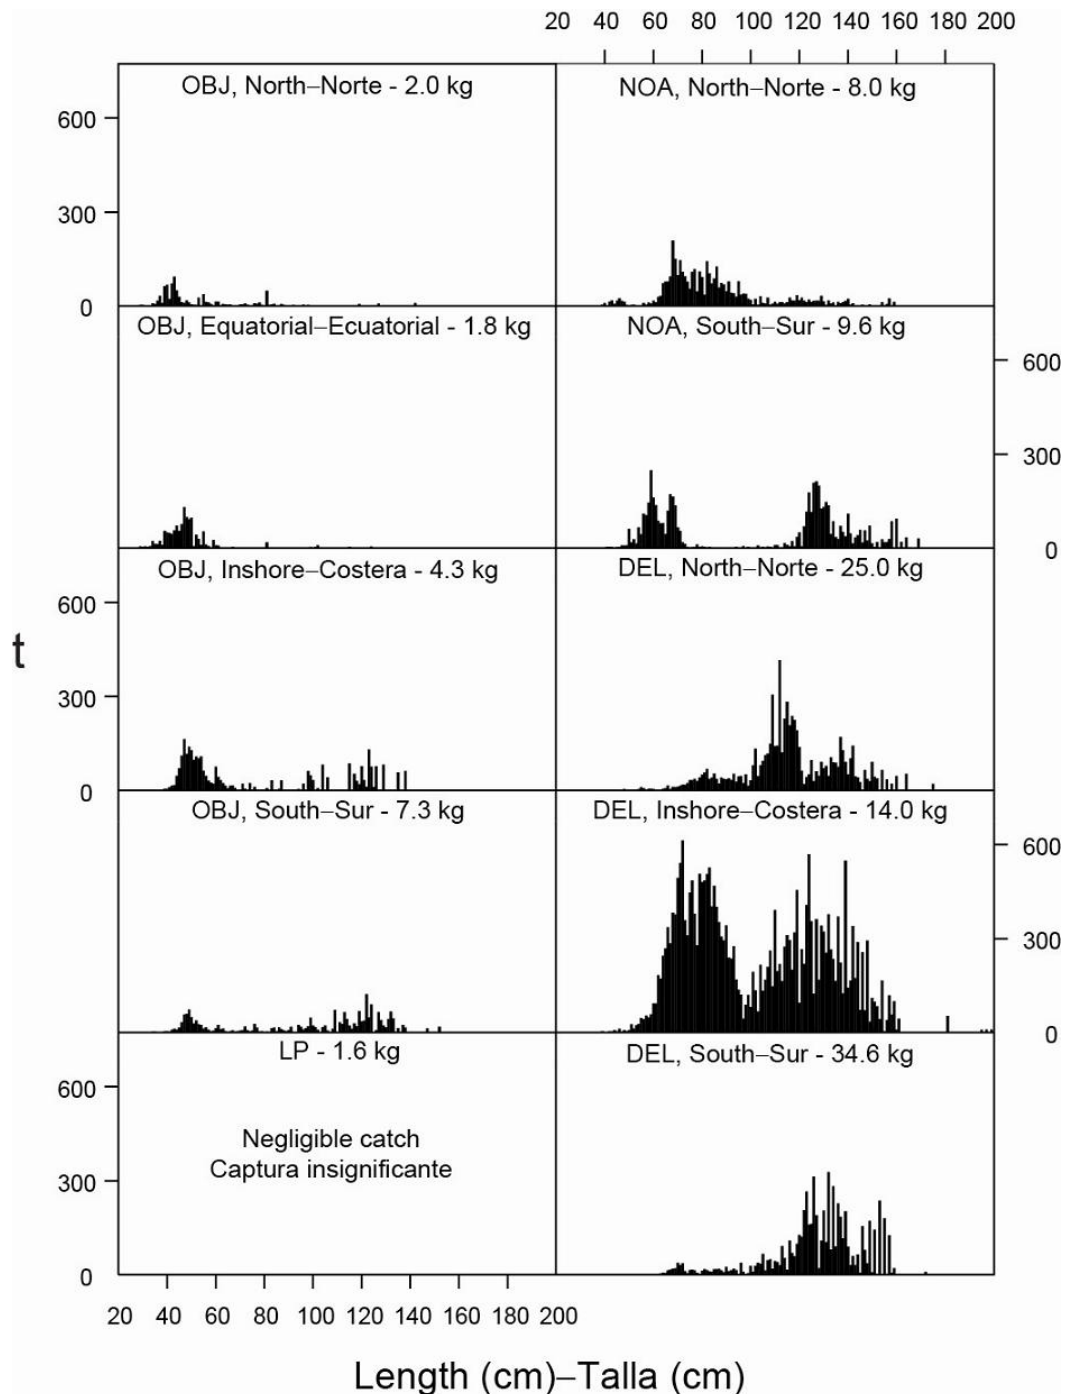 20 40 60 80 100 120 140 160 180 200
OBJ, North–Norte - 2.0 kg
600
300
0
NOA, North–Norte - 8.0 kg
OBJ, Equatorial–Ecuatorial - 1.8 kg
NOA, South–Sur - 9.6 kg
600
300
0
OBJ, Inshore–Costera - 4.3 kg
600
300
0
DEL, North–Norte - 25.0 kg
t
OBJ, South–Sur - 7.3 kg
DEL, Inshore–Costera - 14.0 kg
600
300
0
LP - 1.6 kg
600
300
0
Negligible catch
Captura insignificante
DEL, South–Sur - 34.6 kg
20 40 60 80 100 120 140 160 180 200
Length (cm)–Talla (cm)